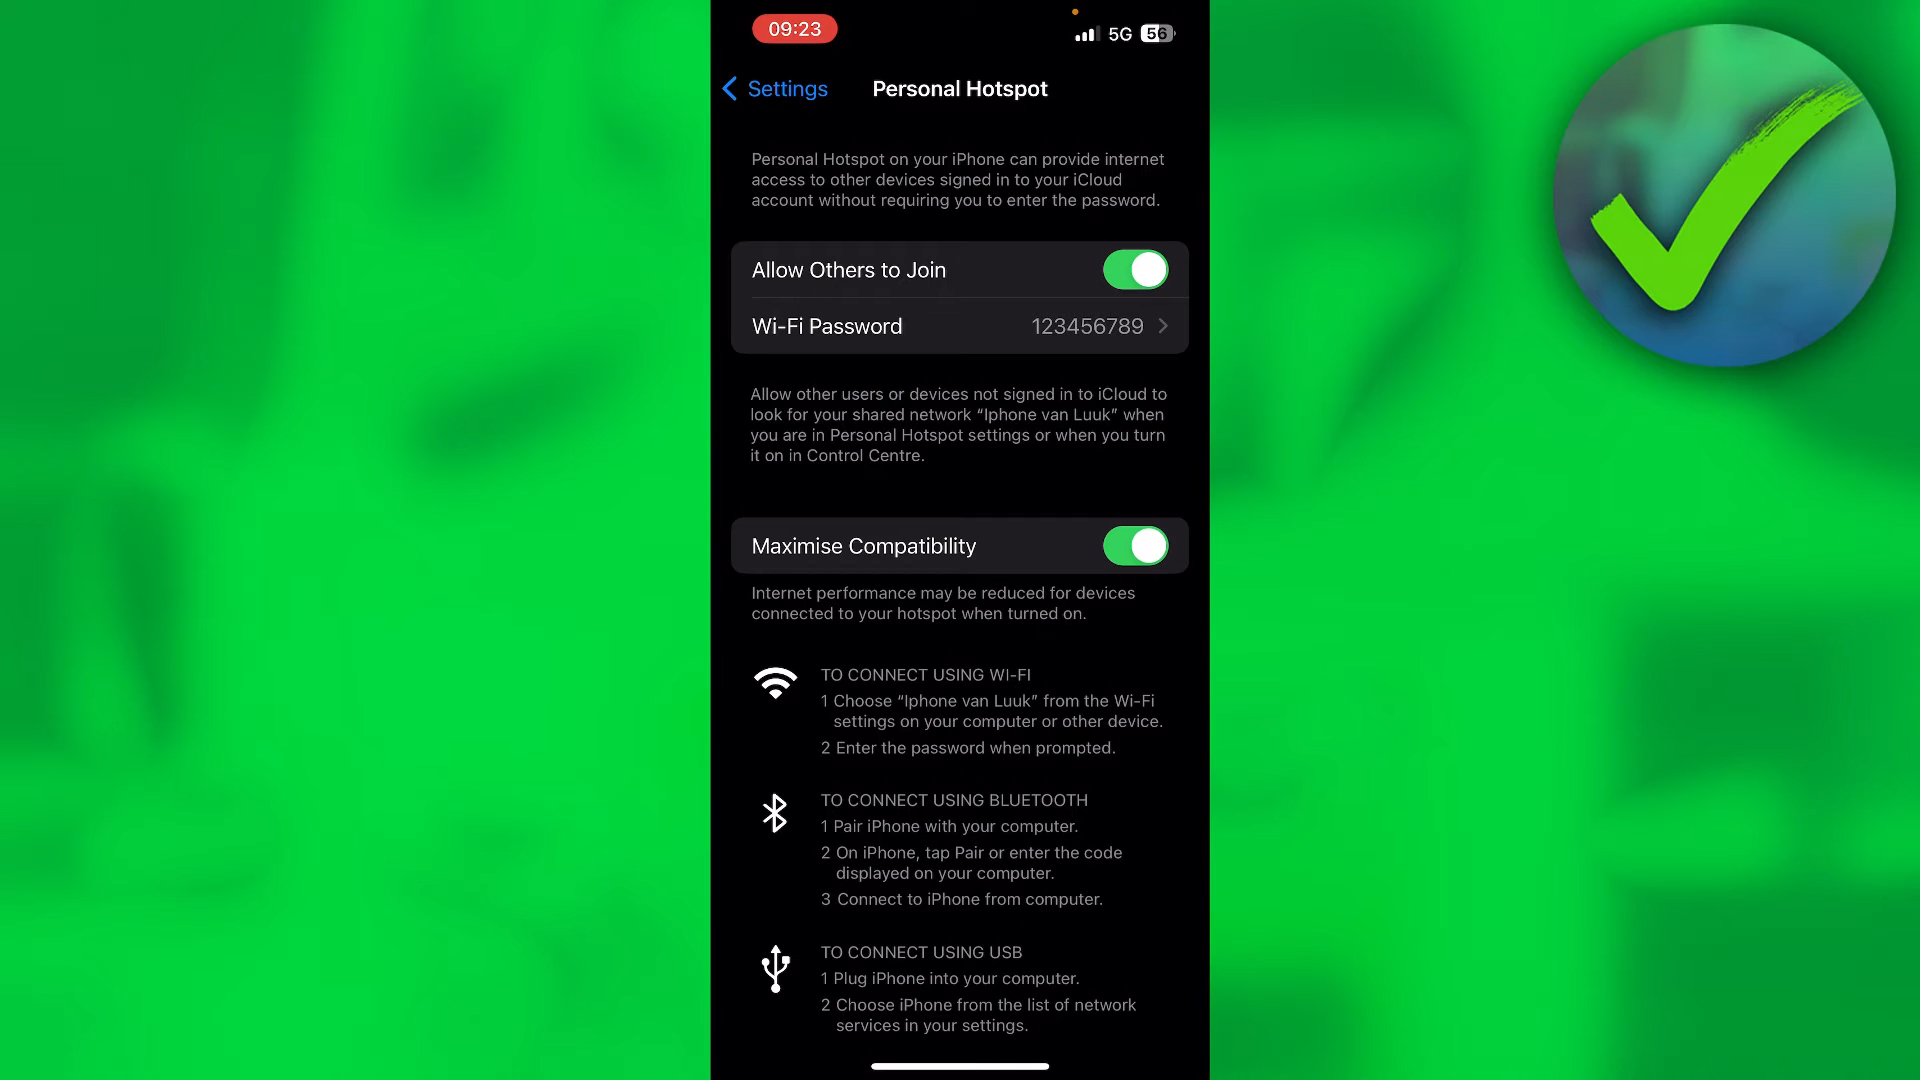 09:23
5G 56
Settings
Personal Hotspot
Personal Hotspot on your iPhone can provide internet
access to other devices signed in to your iCloud
account without requiring you to enter the password.
Allow Others to Join
Wi-Fi Password 123456789
Allow other users or devices not signed in to iCloud to
look for your shared network “Iphone van Luuk” when
you are in Personal Hotspot settings or when you turn
it on in Control Centre.
Maximise Compatibility
Internet performance may be reduced for devices
connected to your hotspot when turned on.
TO CONNECT USING WI-FI
1 Choose “Iphone van Luuk” from the Wi-Fi
settings on your computer or other device.
2 Enter the password when prompted.
TO CONNECT USING BLUETOOTH
1 Pair iPhone with your computer.
2 On iPhone, tap Pair or enter the code
displayed on your computer.
3 Connect to iPhone from computer.
TO CONNECT USING USB
1 Plug iPhone into your computer.
2 Choose iPhone from the list of network
services in your settings.